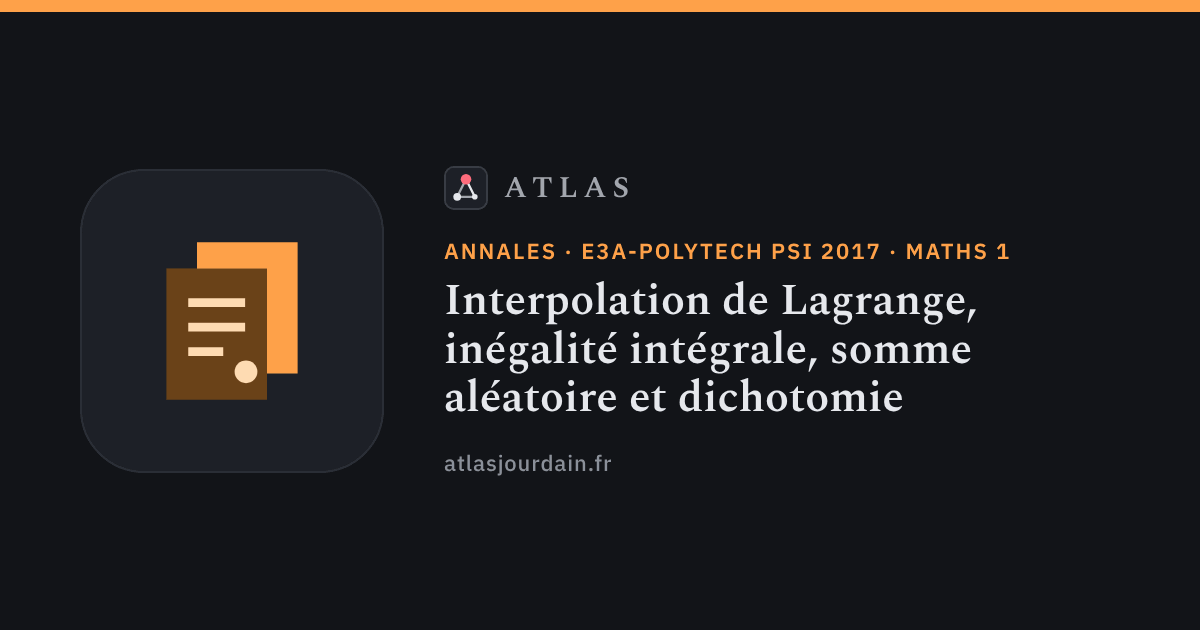 ATLAS
ANNALES · E3A-POLYTECH PSI 2017 · MATHS 1
Interpolation de Lagrange,
inégalité intégrale, somme
aléatoire et dichotomie
atlasjourdain.fr